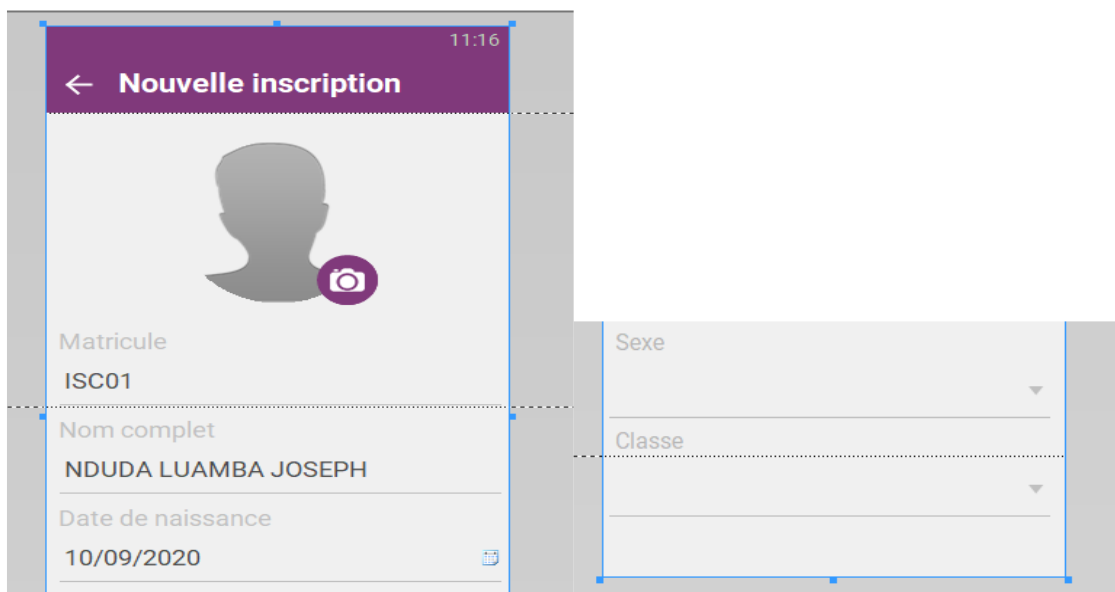 11:16
Nouvelle inscription
Matricule
ISC01
Nom complet
NDUDA LUAMBA JOSEPH
Date de naissance
10/09/2020
Sexe
Classe